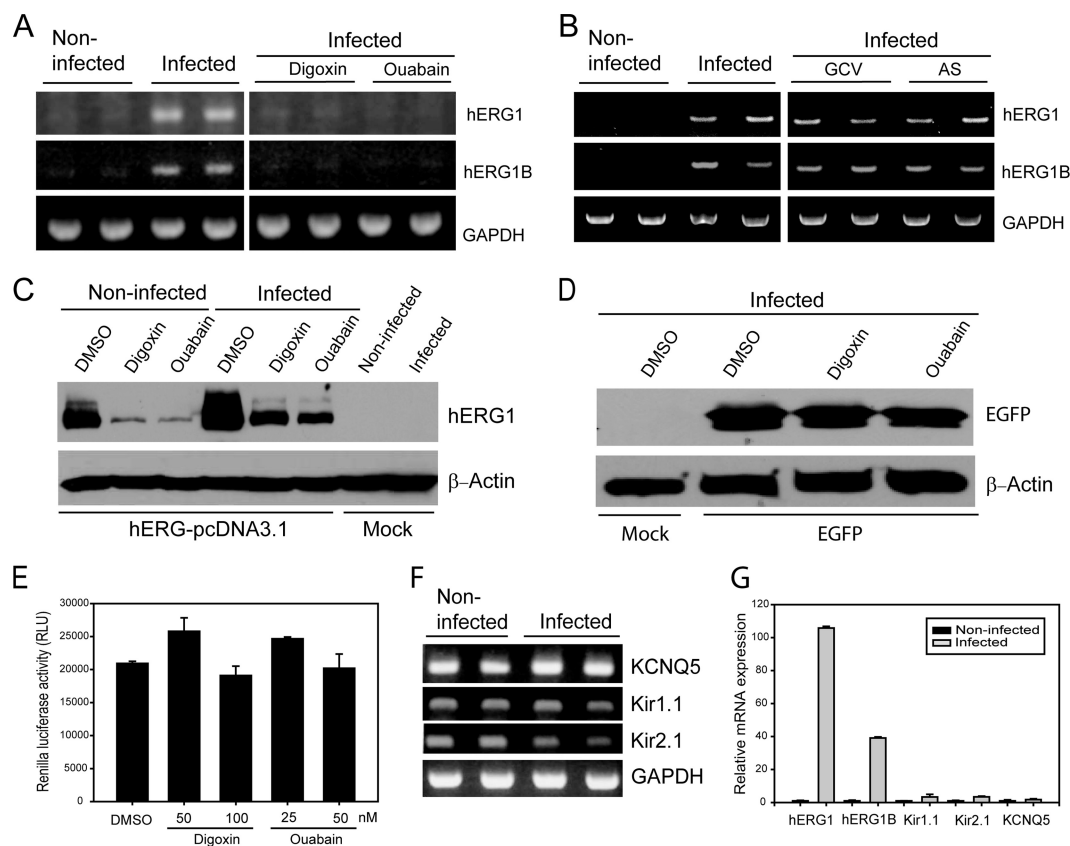 A
Non-
infected
Infected
Infected
Digoxin
Ouabain
hERG1
hERG1B
GAPDH
B
Non-
infected
Infected
Infected
GCV
AS
hERG1
hERG1B
GAPDH
C
Non-infected
Infected
DMSO
Digoxin
Ouabain
DMSO
Digoxin
Ouabain
Non-infected
Infected
hERG1
β–Actin
hERG-pcDNA3.1
Mock
D
Infected
DMSO
DMSO
Digoxin
Ouabain
EGFP
β–Actin
Mock
EGFP
E
Renilla luciferase activity (RLU)
30000
25000
20000
15000
10000
5000
0
DMSO
50
100
25
50
nM
Digoxin
Ouabain
F
Non-
infected
Infected
KCNQ5
Kir1.1
Kir2.1
GAPDH
G
Relative mRNA expression
120
100
80
60
40
20
0
Non-infected
Infected
hERG1
hERG1B
Kir1.1
Kir2.1
KCNQ5